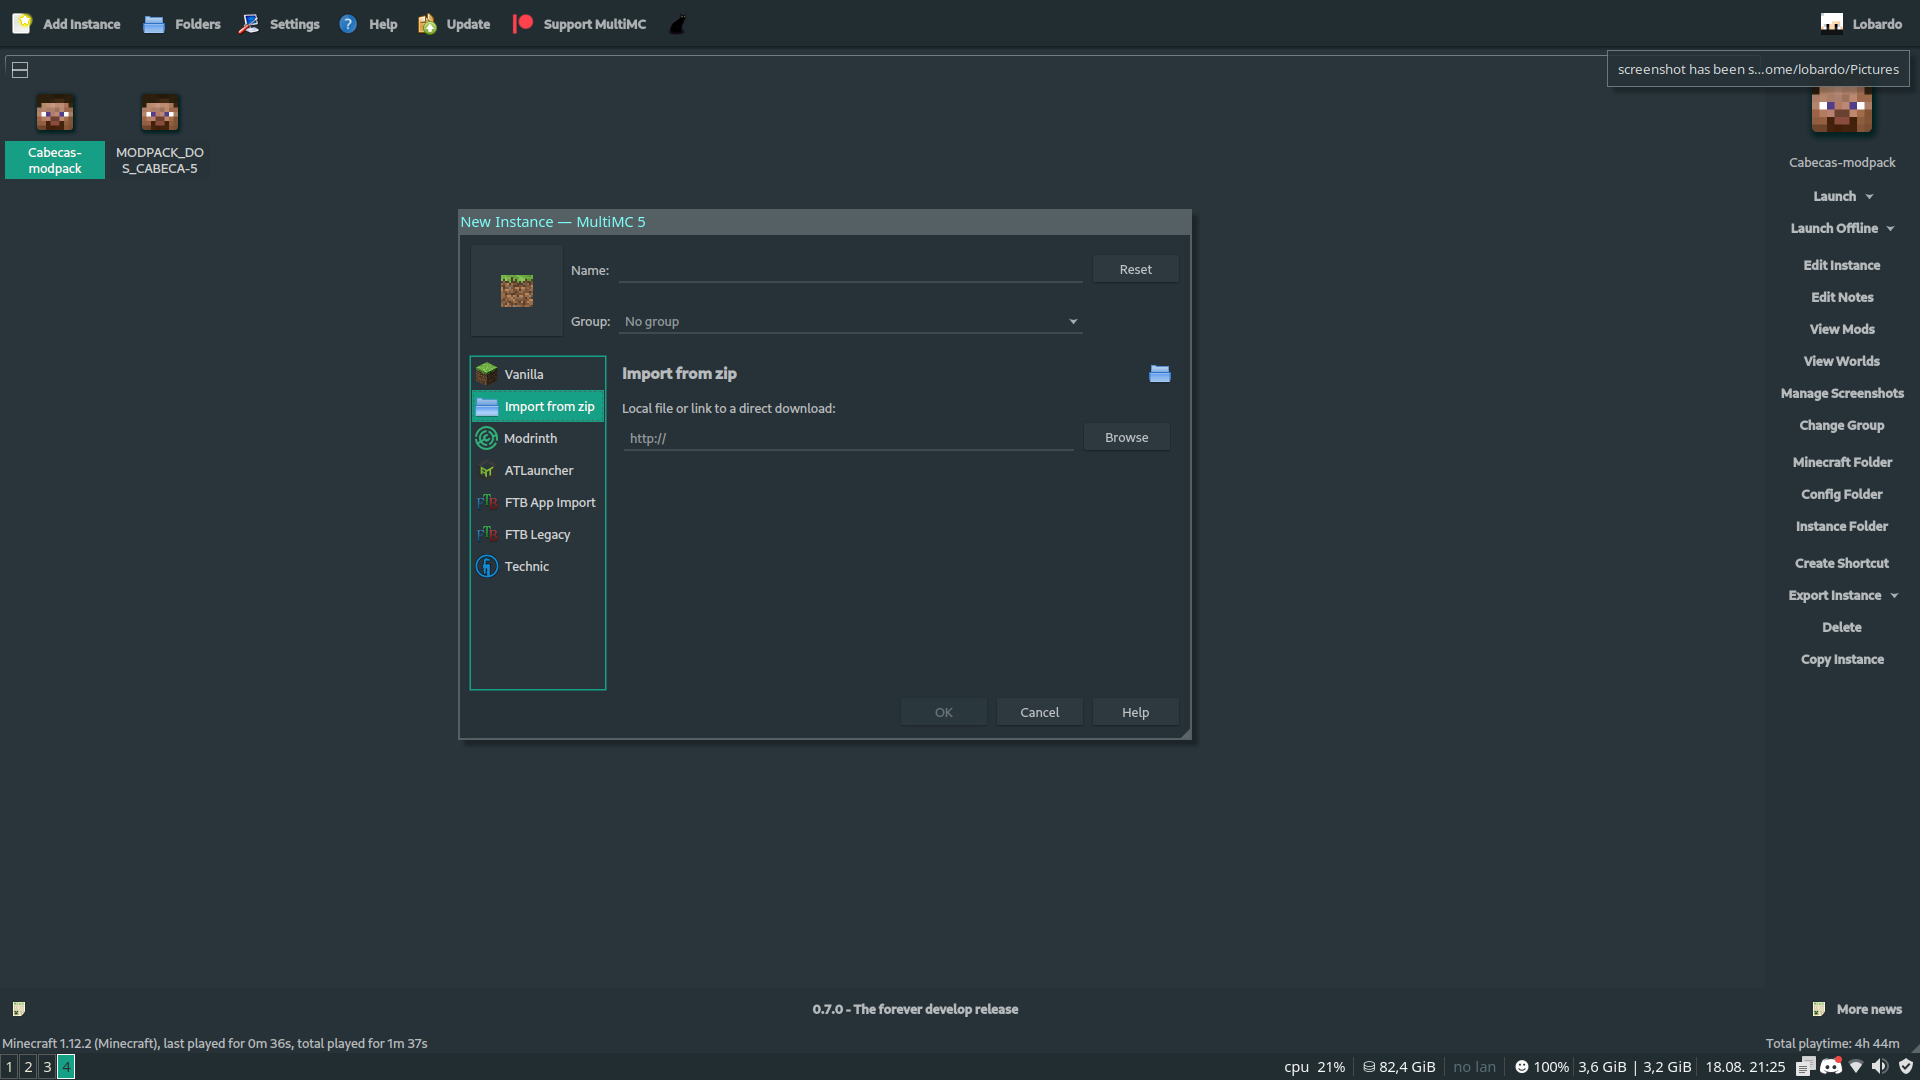 Add Instance Folders Settings Help Update Support MultiMC Lobardo
screenshot has been s...ome/lobardo/Pictures
Cabecas-
modpack
MODPACK_DO
S_CABECA-5
New Instance — MultiMC 5
Name:
Reset
Group: No group
Vanilla
Import from zip
Modrinth
ATLauncher
FTB App Import
FTB Legacy
Technic
Import from zip
Local file or link to a direct download:
http://
Browse
OK Cancel Help
Cabecas-modpack
Launch
Launch Offline
Edit Instance
Edit Notes
View Mods
View Worlds
Manage Screenshots
Change Group
Minecraft Folder
Config Folder
Instance Folder
Create Shortcut
Export Instance
Delete
Copy Instance
0.7.0 - The forever develop release
More news
Minecraft 1.12.2 (Minecraft), last played for 0m 36s, total played for 1m 37s
Total playtime: 4h 44m
1 2 3 4
cpu 21% 82,4 GiB no lan 100% 3,6 GiB | 3,2 GiB 18.08. 21:25